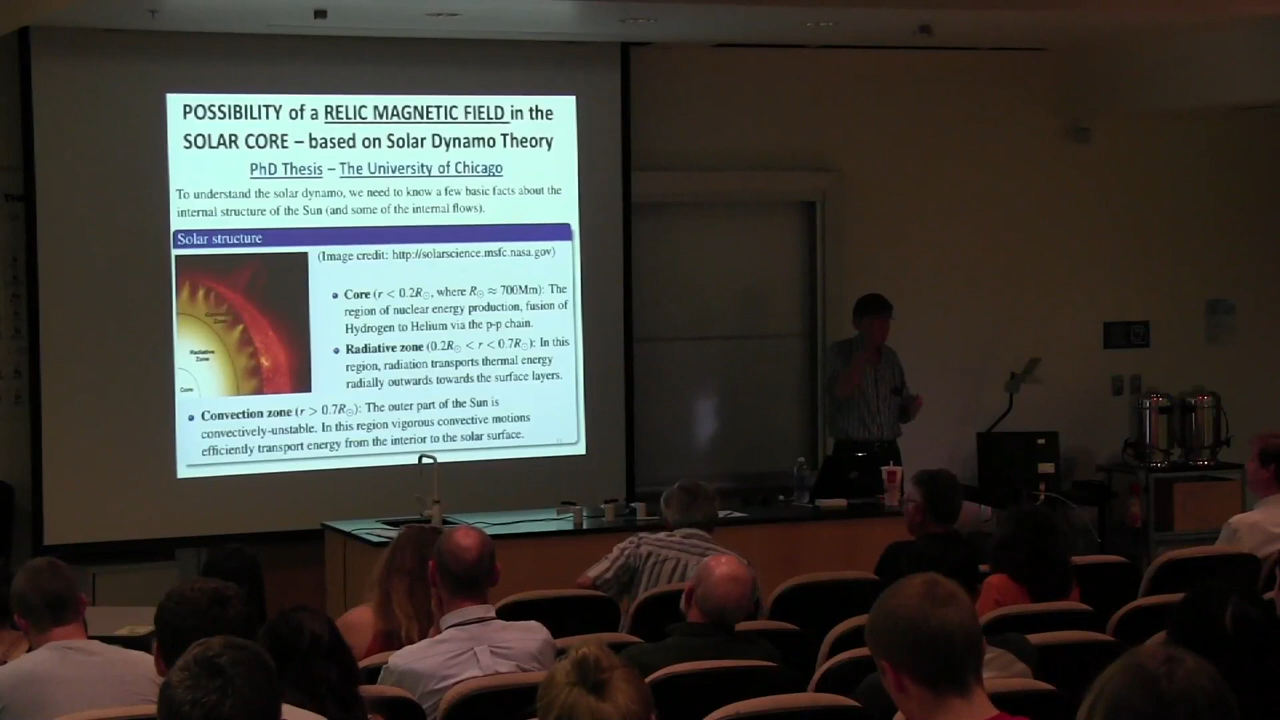 POSSIBILITY of a RELIC MAGNETIC FIELD in the
SOLAR CORE – based on Solar Dynamo Theory
PhD Thesis – The University of Chicago
To understand the solar dynamo, we need to know a few basic facts about the
internal structure of the Sun (and some of the internal flows).
Solar structure
(Image credit: http://solarscience.msfc.nasa.gov)
Radiative
Zone
Core
• Core (r < 0.2R☉, where R☉ ≈ 700Mm): The
region of nuclear energy production, fusion of
Hydrogen to Helium via the p-p chain.
• Radiative zone (0.2R☉ < r < 0.7R☉): In this
region, radiation transports thermal energy
radially outwards towards the surface layers.
• Convection zone (r > 0.7R☉): The outer part of the Sun is
convectively-unstable. In this region vigorous convective motions
efficiently transport energy from the interior to the solar surface.